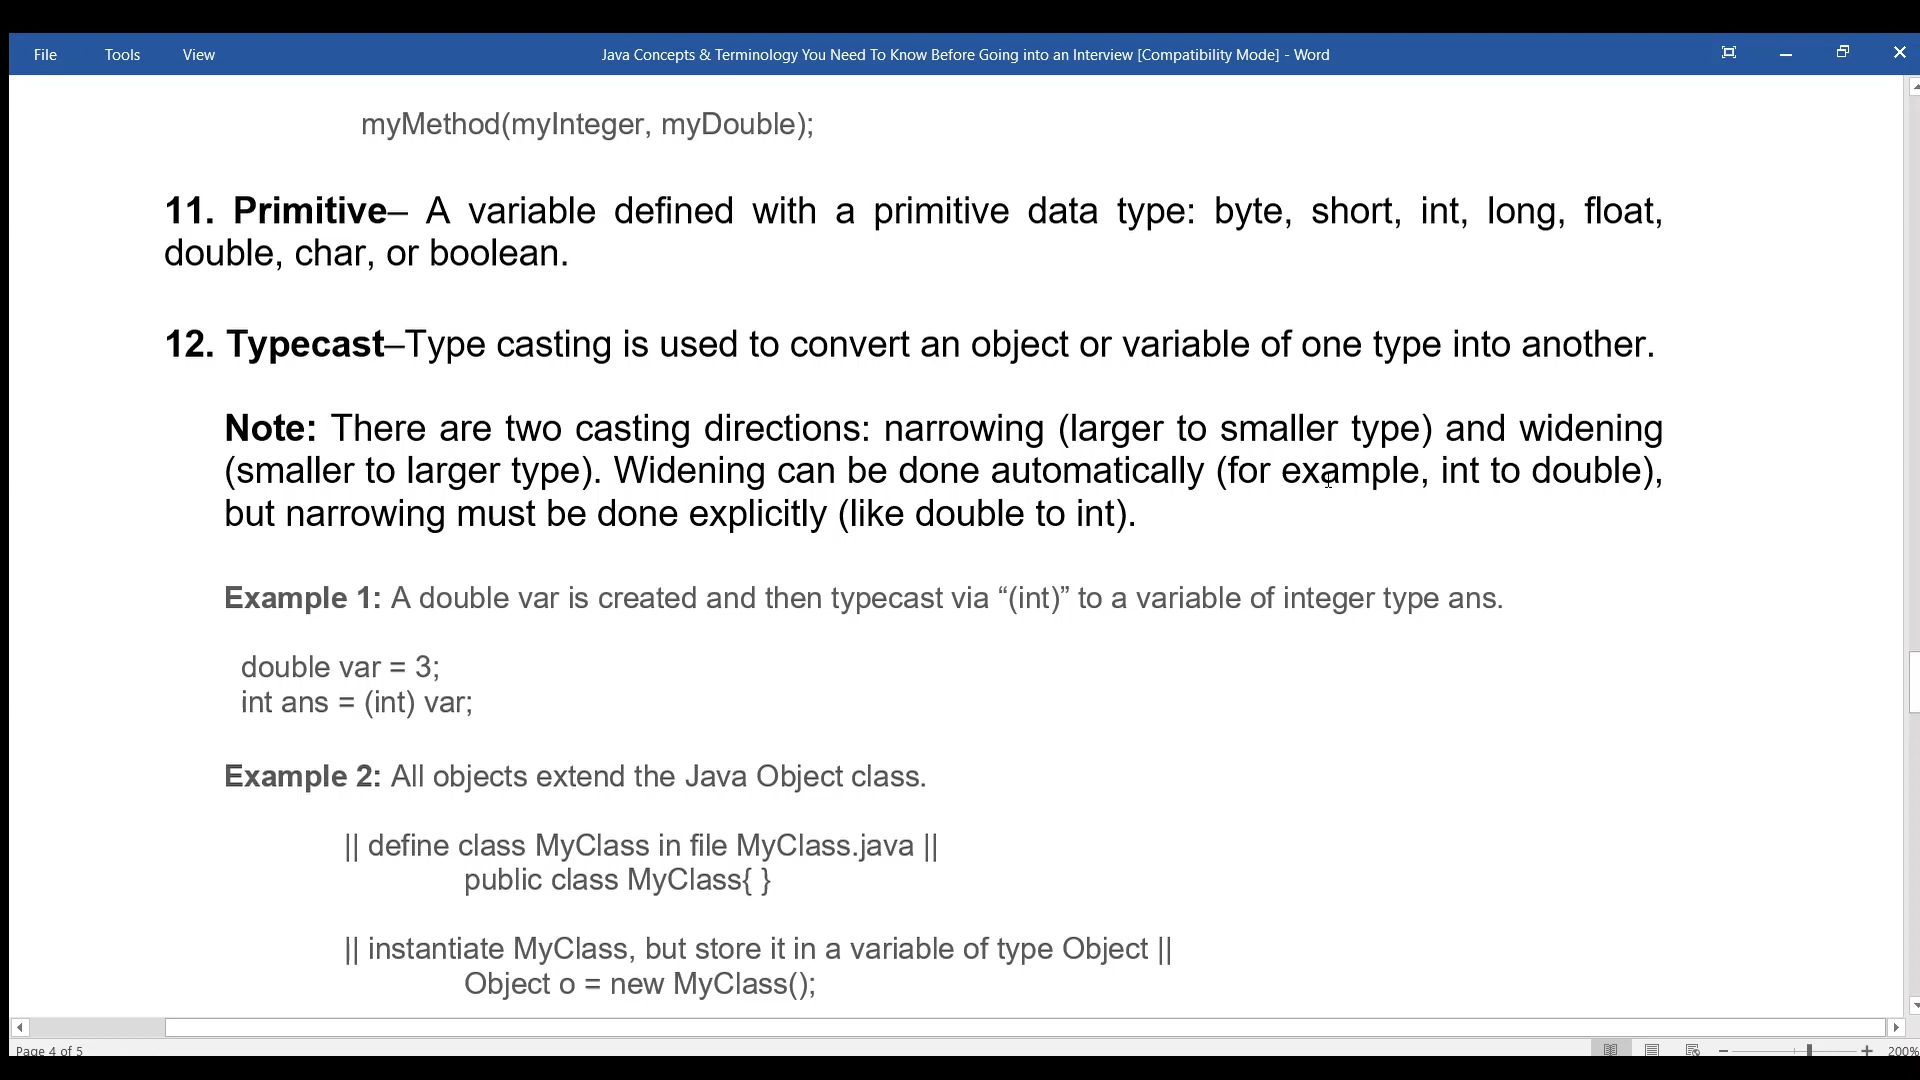 File Tools View Java Concepts & Terminology You Need To Know Before Going into an Interview [Compatibility Mode] - Word
myMethod(myInteger, myDouble);
11. Primitive– A variable defined with a primitive data type: byte, short, int, long, float,
double, char, or boolean.
12. Typecast–Type casting is used to convert an object or variable of one type into another.
Note: There are two casting directions: narrowing (larger to smaller type) and widening
(smaller to larger type). Widening can be done automatically (for example, int to double),
but narrowing must be done explicitly (like double to int).
Example 1: A double var is created and then typecast via “(int)” to a variable of integer type ans.
double var = 3;
int ans = (int) var;
Example 2: All objects extend the Java Object class.
|| define class MyClass in file MyClass.java ||
public class MyClass{ }
|| instantiate MyClass, but store it in a variable of type Object ||
Object o = new MyClass();
Page 4 of 5 200%